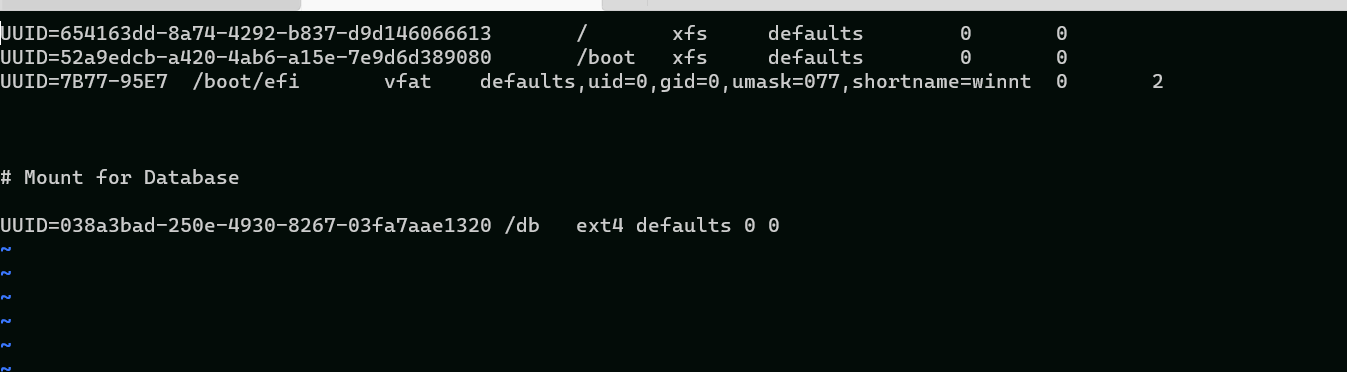 UUID=654163dd-8a74-4292-b837-d9d146066613 / xfs defaults 0 0
UUID=52a9edcb-a420-4ab6-a15e-7e9d6d389080 /boot xfs defaults 0 0
UUID=7B77-95E7 /boot/efi vfat defaults,uid=0,gid=0,umask=077,shortname=winnt 0 2
# Mount for Database
UUID=038a3bad-250e-4930-8267-03fa7aae1320 /db ext4 defaults 0 0
~
~
~
~
~
~